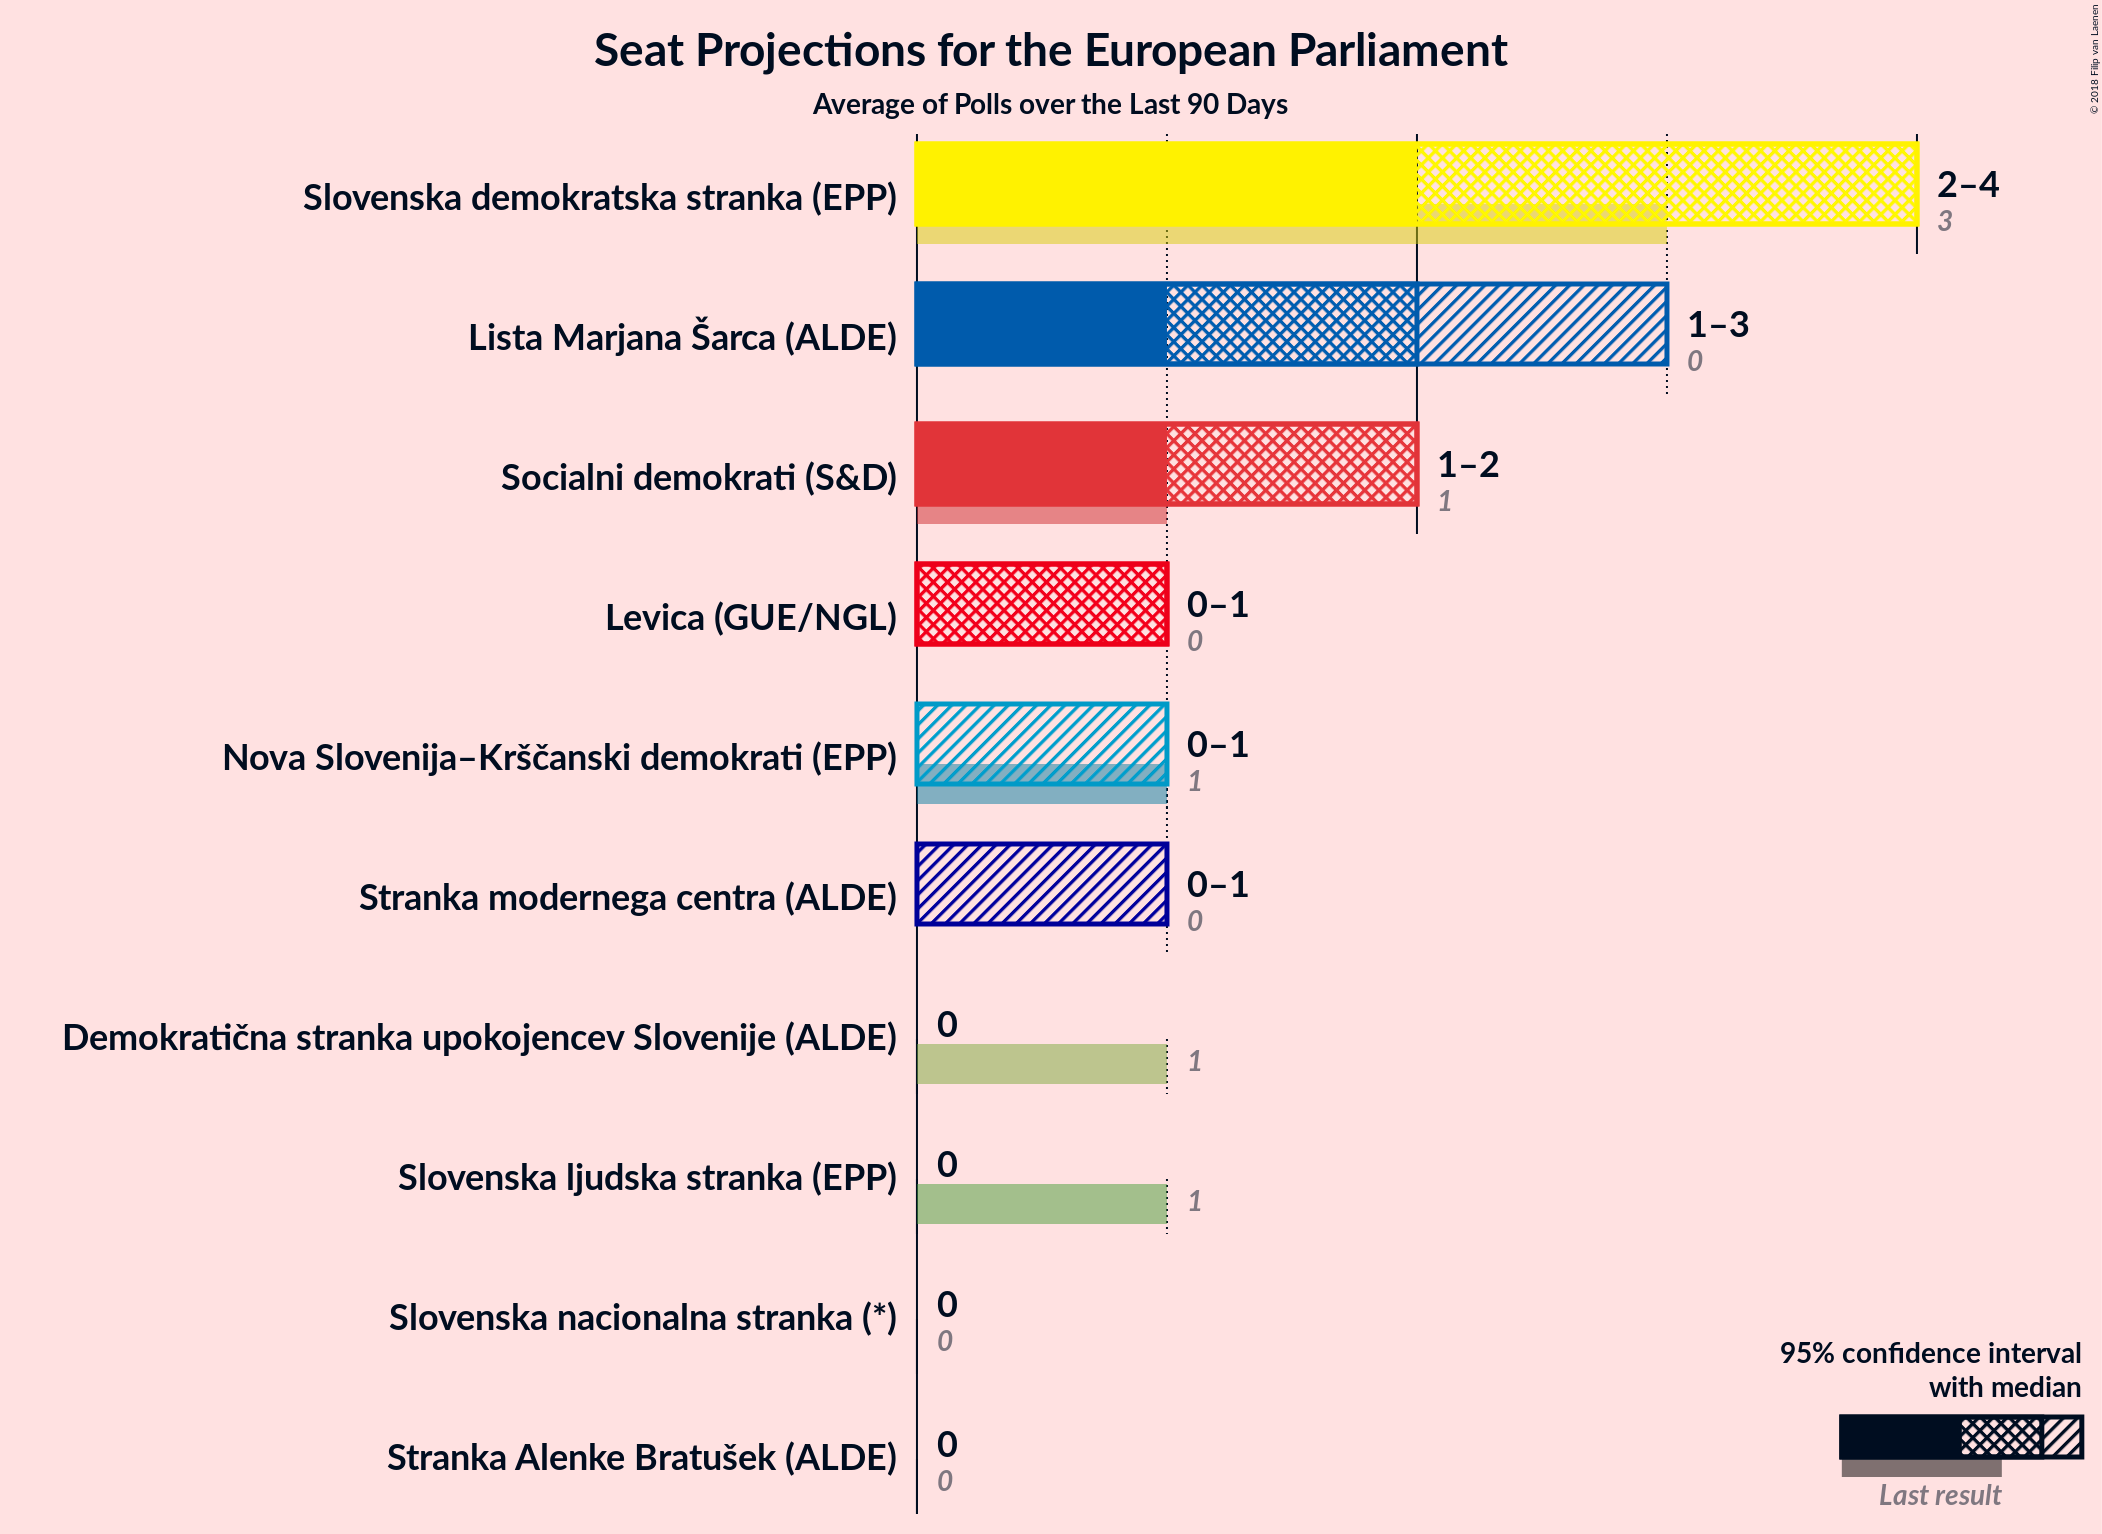 Seat Projections for the European Parliament
Average of Polls over the Last 90 Days
© 2018 Filip van Laenen
Slovenska demokratska stranka (EPP)
2–4
3
Lista Marjana Šarca (ALDE)
1–3
0
Socialni demokrati (S&D)
1–2
1
Levica (GUE/NGL)
0–1
0
Nova Slovenija–Krščanski demokrati (EPP)
0–1
1
Stranka modernega centra (ALDE)
0–1
0
Demokratična stranka upokojencev Slovenije (ALDE)
0
1
Slovenska ljudska stranka (EPP)
0
1
Slovenska nacionalna stranka (*)
0
0
Stranka Alenke Bratušek (ALDE)
0
0
95% confidence interval
with median
Last result